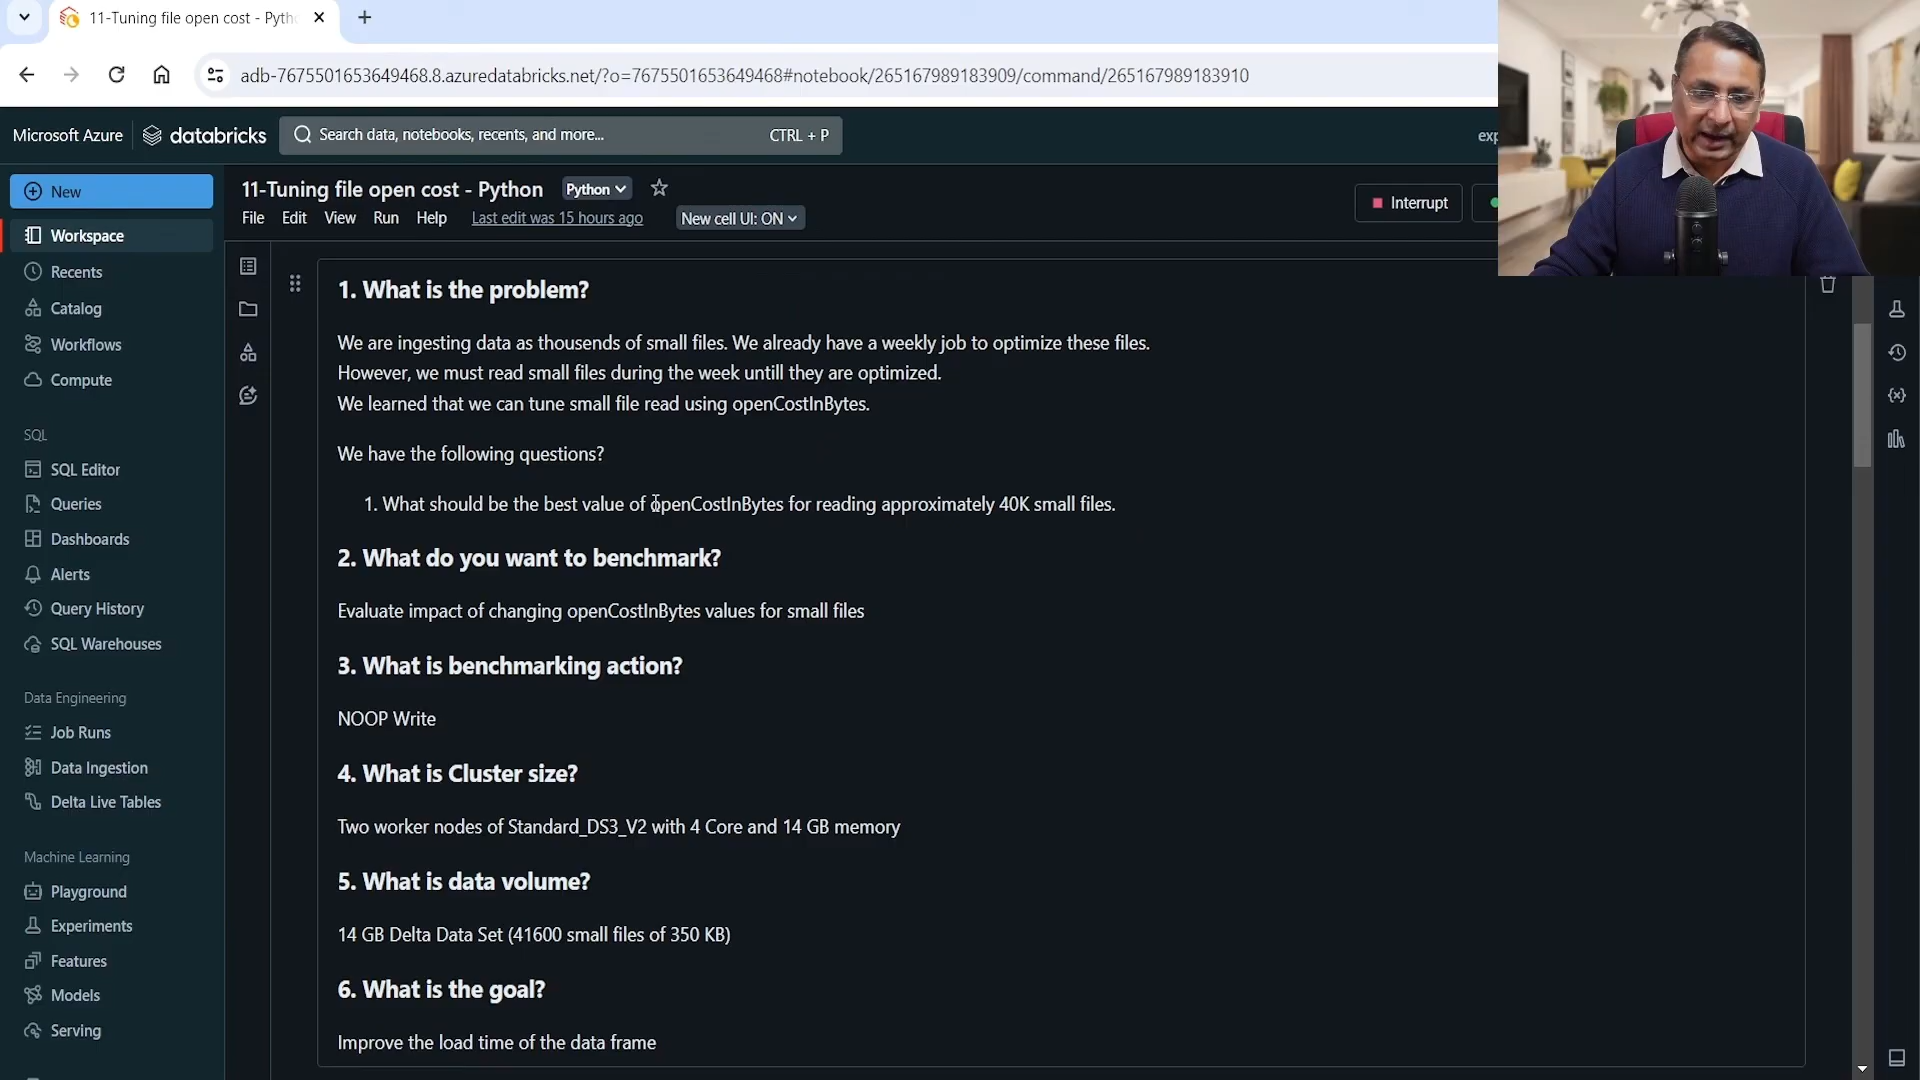 11-Tuning file open cost - Pyth
adb-7675501653649468.8.azuredatabricks.net/?o=7675501653649468#notebook/265167989183909/command/265167989183910
Microsoft Azure
databricks
Search data, notebooks, recents, and more...
CTRL + P
exp
New
Workspace
Recents
Catalog
Workflows
Compute
SQL
SQL Editor
Queries
Dashboards
Alerts
Query History
SQL Warehouses
Data Engineering
Job Runs
Data Ingestion
Delta Live Tables
Machine Learning
Playground
Experiments
Features
Models
Serving
11-Tuning file open cost - Python
Python
File
Edit
View
Run
Help
Last edit was 15 hours ago
New cell UI: ON
Interrupt
1. What is the problem?
We are ingesting data as thousends of small files. We already have a weekly job to optimize these files.
However, we must read small files during the week untill they are optimized.
We learned that we can tune small file read using openCostInBytes.
We have the following questions?
1. What should be the best value of openCostInBytes for reading approximately 40K small files.
2. What do you want to benchmark?
Evaluate impact of changing openCostInBytes values for small files
3. What is benchmarking action?
NOOP Write
4. What is Cluster size?
Two worker nodes of Standard_DS3_V2 with 4 Core and 14 GB memory
5. What is data volume?
14 GB Delta Data Set (41600 small files of 350 KB)
6. What is the goal?
Improve the load time of the data frame